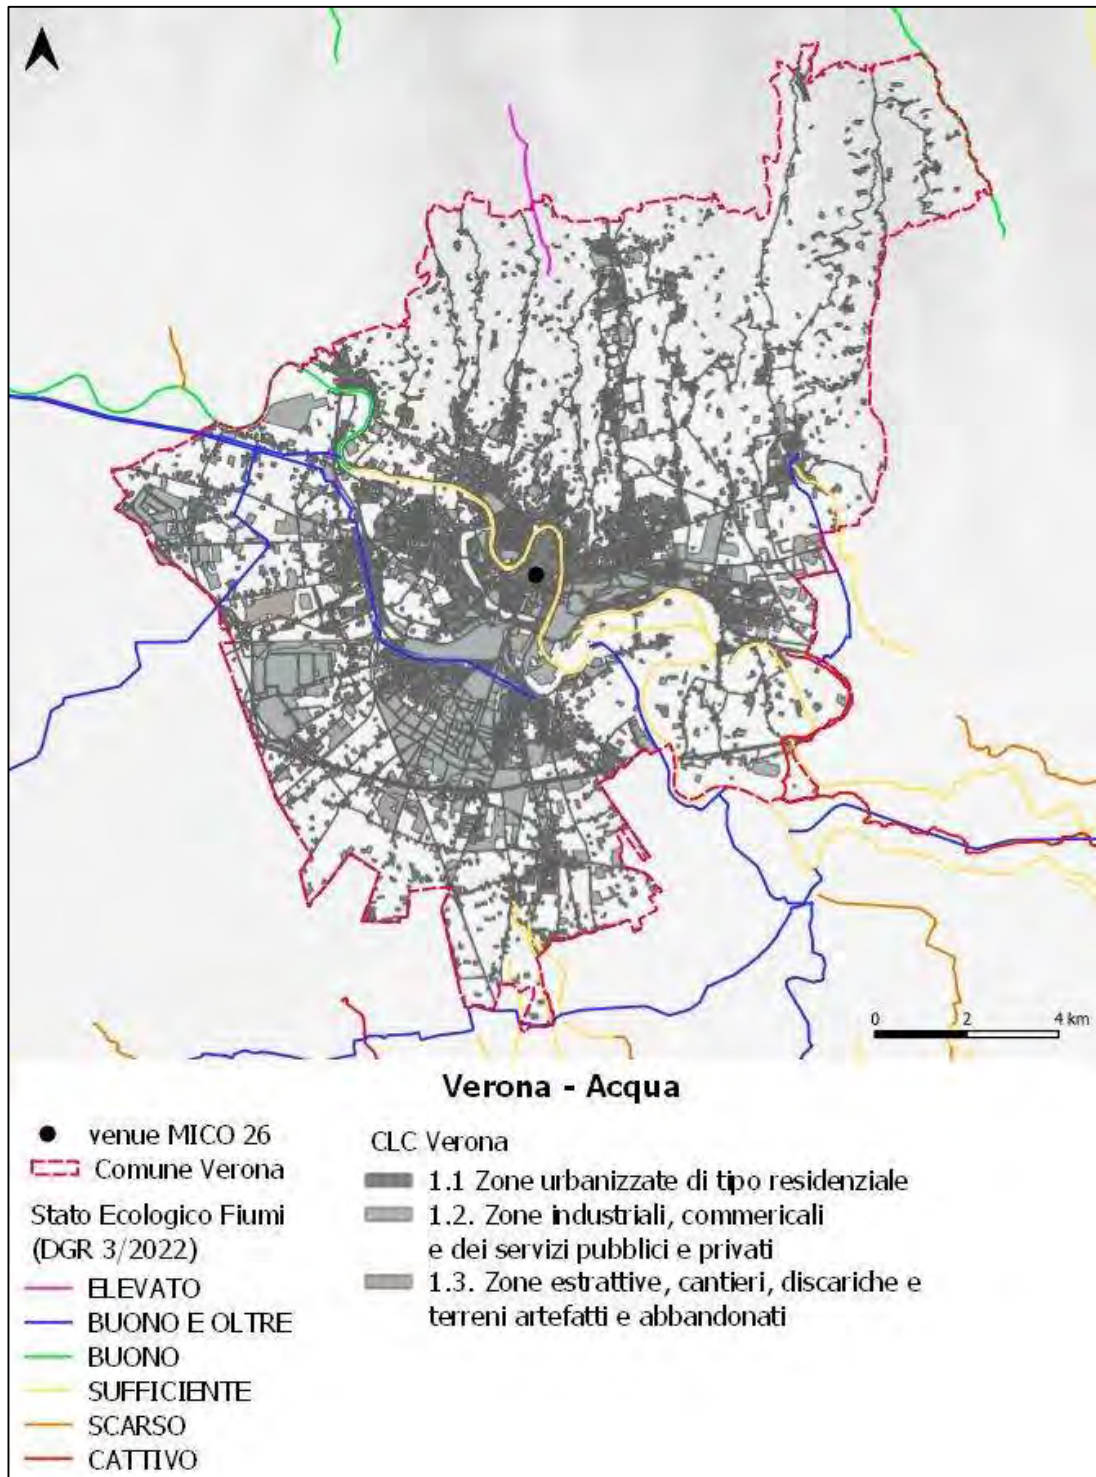 0 2 4 km
Verona - Acqua
venue MICO 26
Comune Verona
Stato Ecologico Fiumi
(DGR 3/2022)
ELEVATO
BUONO E OLTRE
BUONO
SUFFICIENTE
SCARSO
CATTIVO
CLC Verona
1.1 Zone urbanizzate di tipo residenziale
1.2. Zone industriali, commericali
e dei servizi pubblici e privati
1.3. Zone estrattive, cantieri, discariche e
terreni artefatti e abbandonati